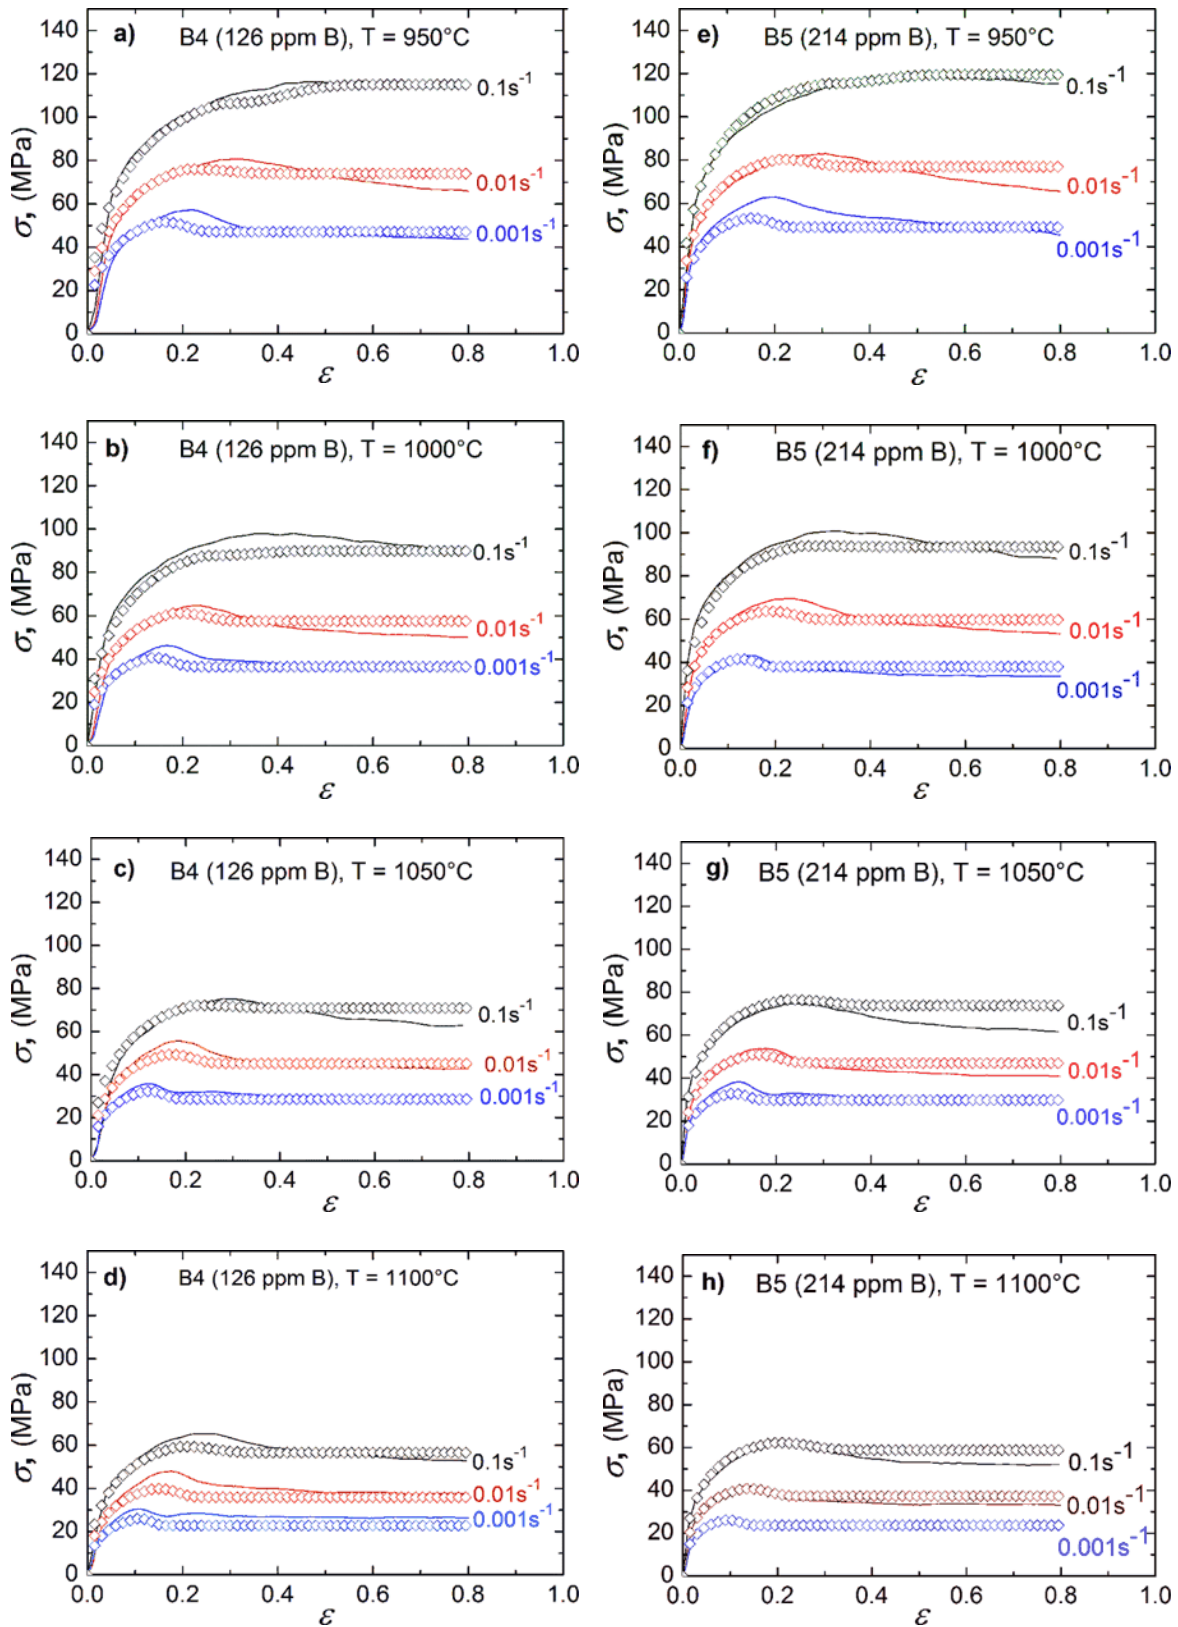 a) B4 (126 ppm B), T = 950°C
140
120
100
80
60
40
20
0
σ, (MPa)
0.1s⁻¹
0.01s⁻¹
0.001s⁻¹
0.0 0.2 0.4 0.6 0.8 1.0
ε
e) B5 (214 ppm B), T = 950°C
140
120
100
80
60
40
20
0
σ, (MPa)
0.1s⁻¹
0.01s⁻¹
0.001s⁻¹
0.0 0.2 0.4 0.6 0.8 1.0
ε
b) B4 (126 ppm B), T = 1000°C
140
120
100
80
60
40
20
0
σ, (MPa)
0.1s⁻¹
0.01s⁻¹
0.001s⁻¹
0.0 0.2 0.4 0.6 0.8 1.0
ε
f) B5 (214 ppm B), T = 1000°C
140
120
100
80
60
40
20
0
σ, (MPa)
0.1s⁻¹
0.01s⁻¹
0.001s⁻¹
0.0 0.2 0.4 0.6 0.8 1.0
ε
c) B4 (126 ppm B), T = 1050°C
140
120
100
80
60
40
20
0
σ, (MPa)
0.1s⁻¹
0.01s⁻¹
0.001s⁻¹
0.0 0.2 0.4 0.6 0.8 1.0
ε
g) B5 (214 ppm B), T = 1050°C
140
120
100
80
60
40
20
0
σ, (MPa)
0.1s⁻¹
0.01s⁻¹
0.001s⁻¹
0.0 0.2 0.4 0.6 0.8 1.0
ε
d) B4 (126 ppm B), T = 1100°C
140
120
100
80
60
40
20
0
σ, (MPa)
0.1s⁻¹
0.01s⁻¹
0.001s⁻¹
0.0 0.2 0.4 0.6 0.8 1.0
ε
h) B5 (214 ppm B), T = 1100°C
140
120
100
80
60
40
20
0
σ, (MPa)
0.1s⁻¹
0.01s⁻¹
0.001s⁻¹
0.0 0.2 0.4 0.6 0.8 1.0
ε